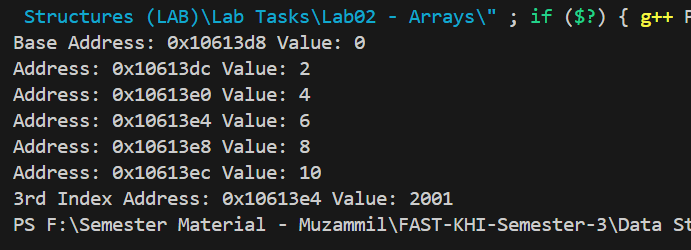 Structures (LAB)\Lab Tasks\Lab02 - Arrays\" ; if ($?) { g++
Base Address: 0x10613d8 Value: 0
Address: 0x10613dc Value: 2
Address: 0x10613e0 Value: 4
Address: 0x10613e4 Value: 6
Address: 0x10613e8 Value: 8
Address: 0x10613ec Value: 10
3rd Index Address: 0x10613e4 Value: 2001
PS F:\Semester Material - Muzammil\FAST-KHI-Semester-3\Data St